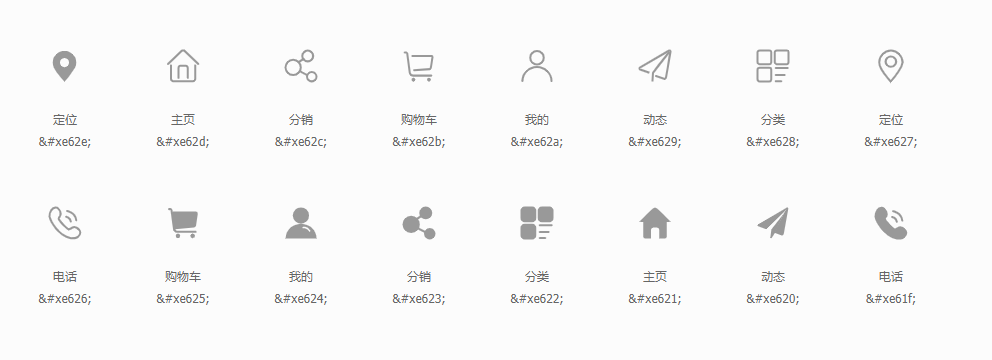 定位 主页 分销 购物车 我的 动态 分类 定位
&#xe62e; &#xe62d; &#xe62c; &#xe62b; &#xe62a; &#xe629; &#xe628; &#xe627;
电话 购物车 我的 分销 分类 主页 动态 电话
&#xe626; &#xe625; &#xe624; &#xe623; &#xe622; &#xe621; &#xe620; &#xe61f;